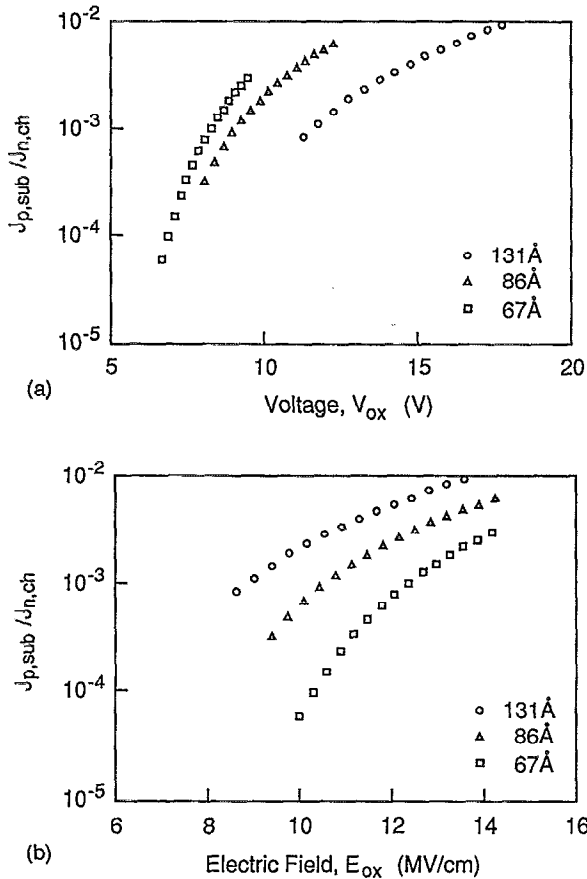 10⁻²
10⁻³
10⁻⁴
10⁻⁵
Jp,sub /Jn,ch
131Å
86Å
67Å
5 10 15 20
(a)
Voltage, Vox (V)
10⁻²
10⁻³
10⁻⁴
10⁻⁵
Jp,sub /Jn,ch
131Å
86Å
67Å
6 8 10 12 14 16
(b)
Electric Field, Eox (MV/cm)